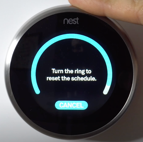 nest
Turn the ring to
reset the schedule.
CANCEL